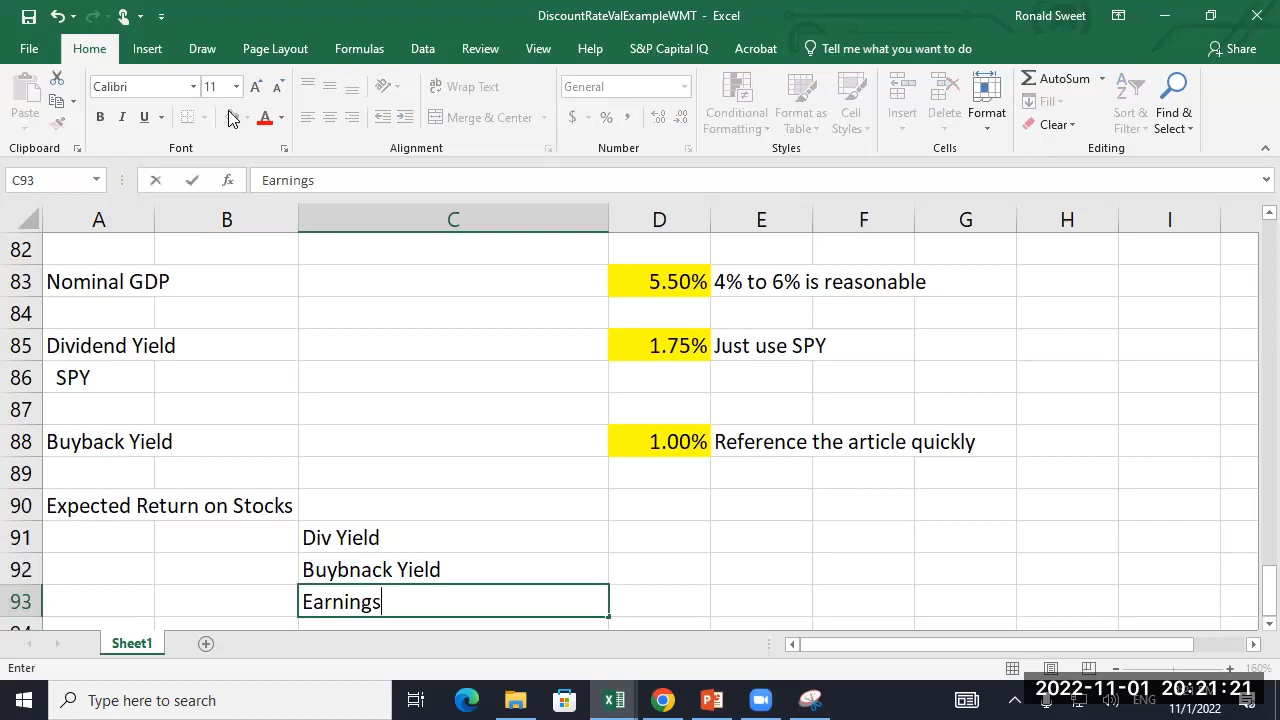 DiscountRateValExampleWMT - Excel
Ronald Sweet
File Home Insert Draw Page Layout Formulas Data Review View Help S&P Capital IQ Acrobat Tell me what you want to do Share
Paste
Clipboard
Calibri 11
B I U A
Font
Wrap Text
Merge & Center
Alignment
General
$ % ,
Number
Conditional Formatting
Format as Table
Cell Styles
Styles
Insert Delete Format
Cells
AutoSum
Fill
Clear
Sort & Filter
Find & Select
Editing
C93 fx Earnings
A B C D E F G H I
82
83 Nominal GDP 5.50% 4% to 6% is reasonable
84
85 Dividend Yield 1.75% Just use SPY
86 SPY
87
88 Buyback Yield 1.00% Reference the article quickly
89
90 Expected Return on Stocks
91 Div Yield
92 Buybnack Yield
93 Earnings
Sheet1
Enter
160%
Type here to search
2022-11-01 20:21:21
ENG
11/1/2022